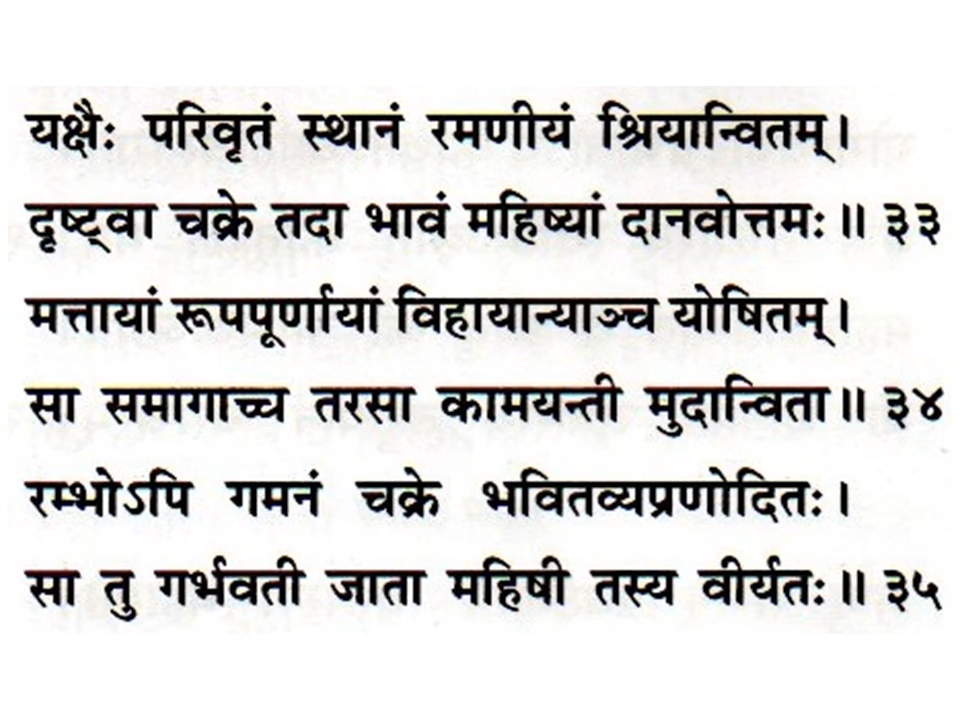 यक्षैः परिवृतं स्थानं रमणीयं श्रियान्वितम्।
दृष्ट्वा चक्रे तदा भावं महिष्यां दानवोत्तमः॥ ३३
मत्तायां रूपपूर्णायां विहायान्याञ्च योषितम्।
सा समागाच्च तरसा कामयन्ती मुदान्विता॥ ३४
रम्भोऽपि गमनं चक्रे भवितव्यप्रणोदितः।
सा तु गर्भवती जाता महिषी तस्य वीर्यतः॥ ३५